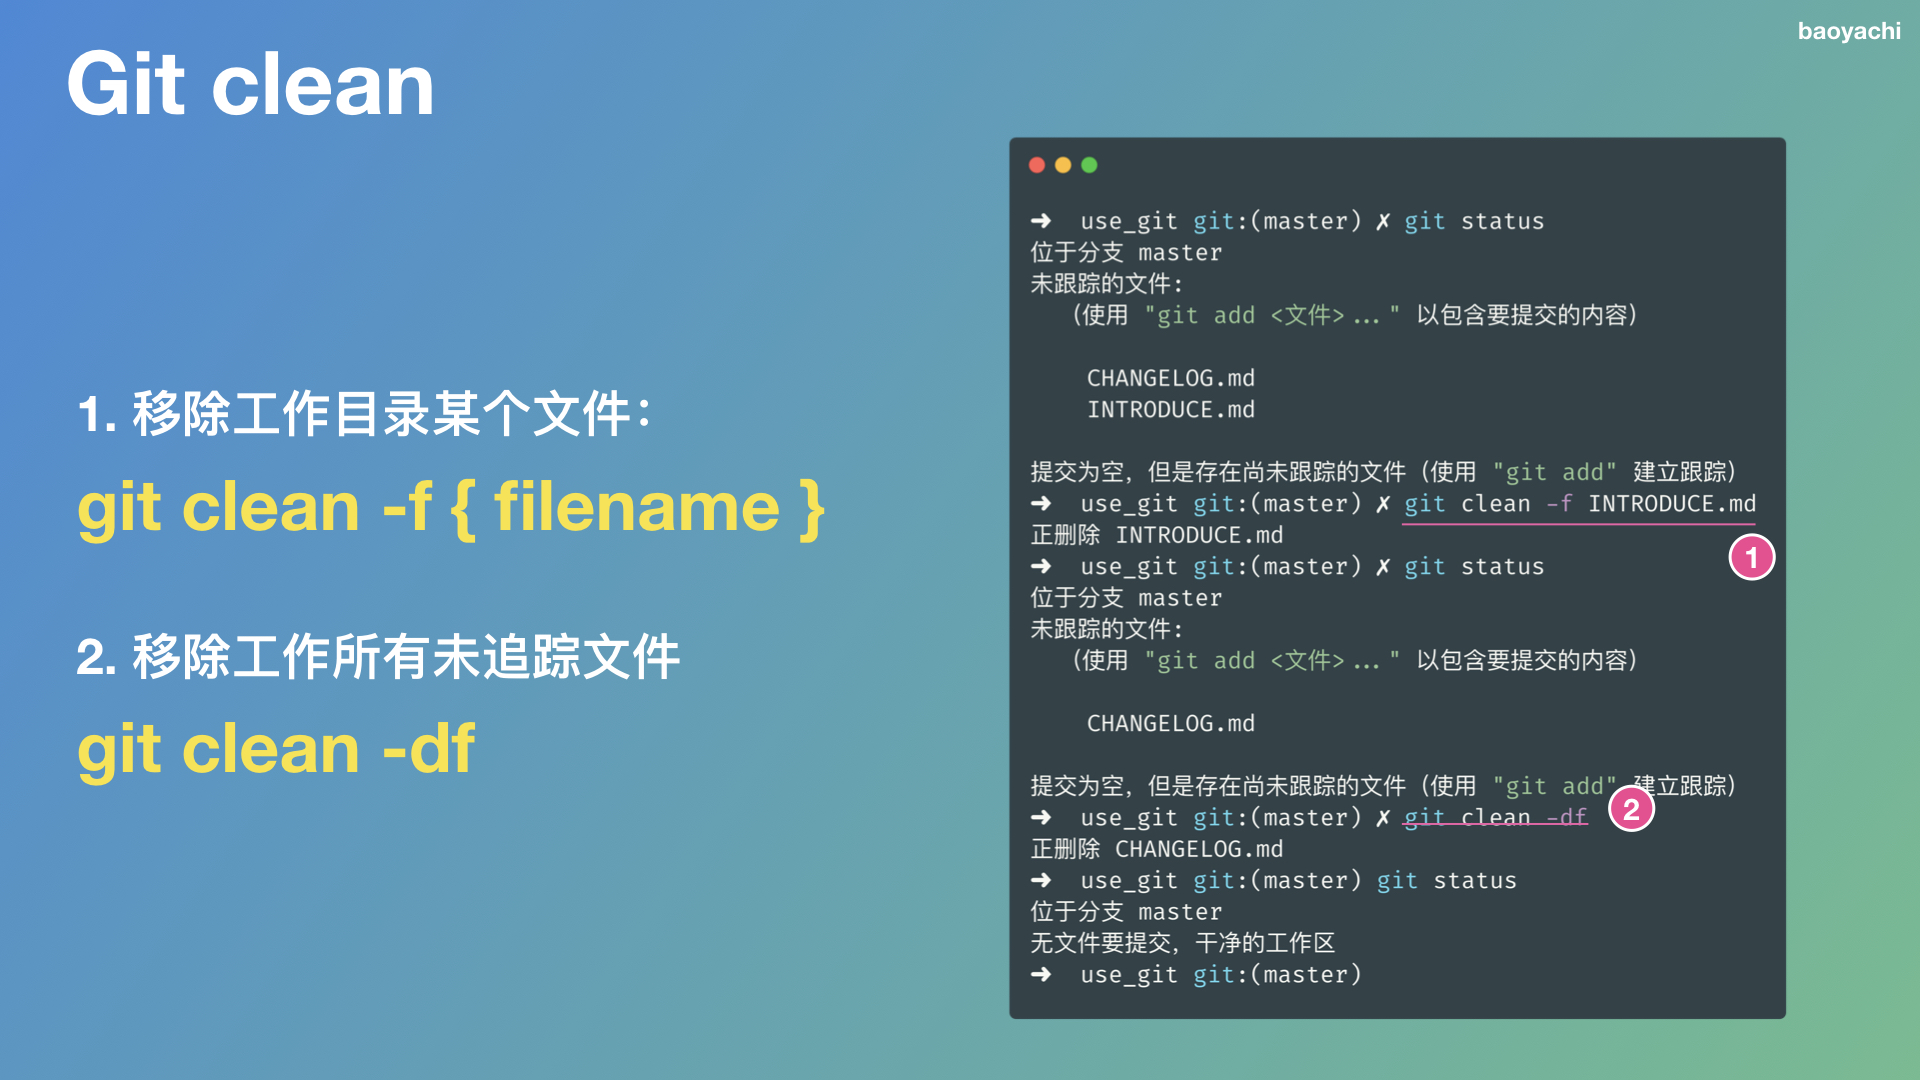 baoyachi
Git clean
1. 移除工作目录某个文件：
git clean -f { filename }
2. 移除工作所有未追踪文件
git clean -df
➜ use_git git:(master) ✗ git status
位于分支 master
未跟踪的文件:
（使用 "git add <文件>..." 以包含要提交的内容）
CHANGELOG.md
INTRODUCE.md
提交为空，但是存在尚未跟踪的文件（使用 "git add" 建立跟踪）
➜ use_git git:(master) ✗ git clean -f INTRODUCE.md
正删除 INTRODUCE.md
1
➜ use_git git:(master) ✗ git status
位于分支 master
未跟踪的文件:
（使用 "git add <文件>..." 以包含要提交的内容）
CHANGELOG.md
提交为空，但是存在尚未跟踪的文件（使用 "git add" 建立跟踪）
➜ use_git git:(master) ✗ git clean -df
2
正删除 CHANGELOG.md
➜ use_git git:(master) git status
位于分支 master
无文件要提交，干净的工作区
➜ use_git git:(master)